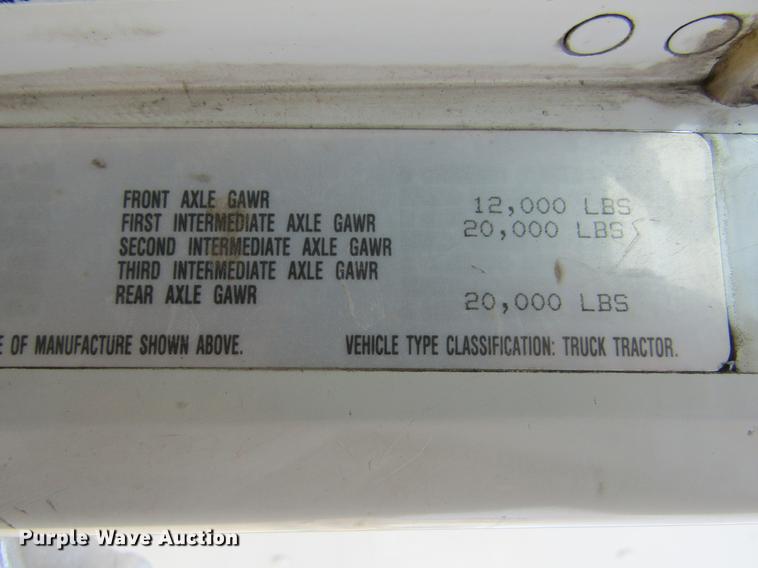 FRONT AXLE GAWR 12,000 LBS
FIRST INTERMEDIATE AXLE GAWR 20,000 LBS
SECOND INTERMEDIATE AXLE GAWR
THIRD INTERMEDIATE AXLE GAWR
REAR AXLE GAWR 20,000 LBS
E OF MANUFACTURE SHOWN ABOVE. VEHICLE TYPE CLASSIFICATION: TRUCK TRACTOR.
Purple Wave Auction